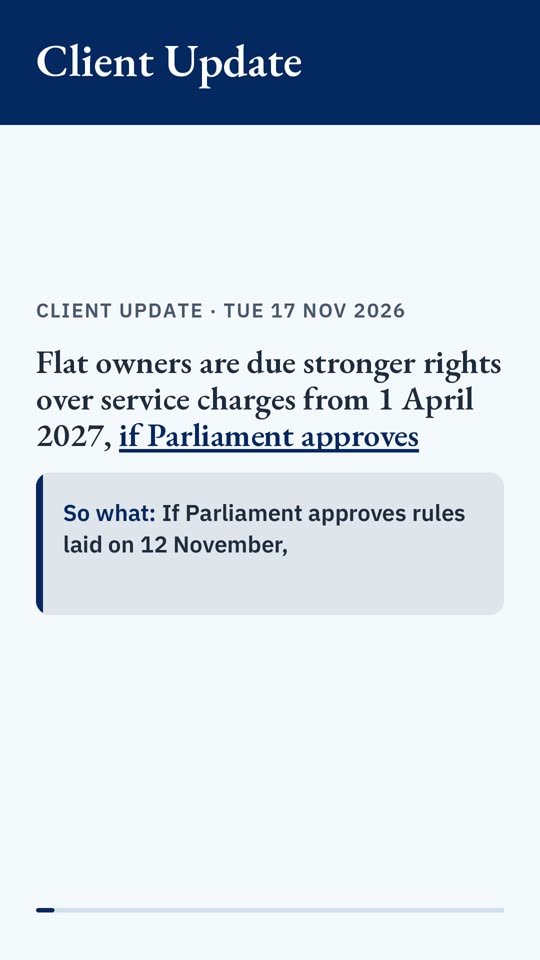 Client Update
CLIENT UPDATE · TUE 17 NOV 2026
Flat owners are due stronger rights
over service charges from 1 April
2027, if Parliament approves
So what: If Parliament approves rules
laid on 12 November,